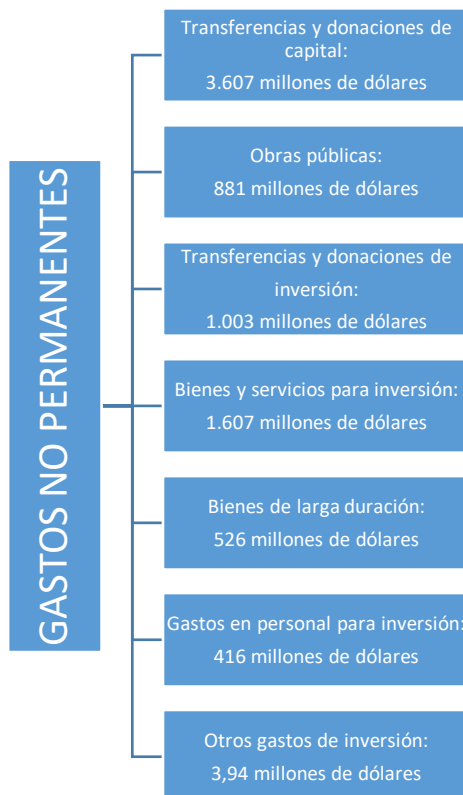 GASTOS NO PERMANENTES
Transferencias y donaciones de
capital:
3.607 millones de dólares
Obras públicas:
881 millones de dólares
Transferencias y donaciones de
inversión:
1.003 millones de dólares
Bienes y servicios para inversión:
1.607 millones de dólares
Bienes de larga duración:
526 millones de dólares
Gastos en personal para inversión:
416 millones de dólares
Otros gastos de inversión:
3,94 millones de dólares